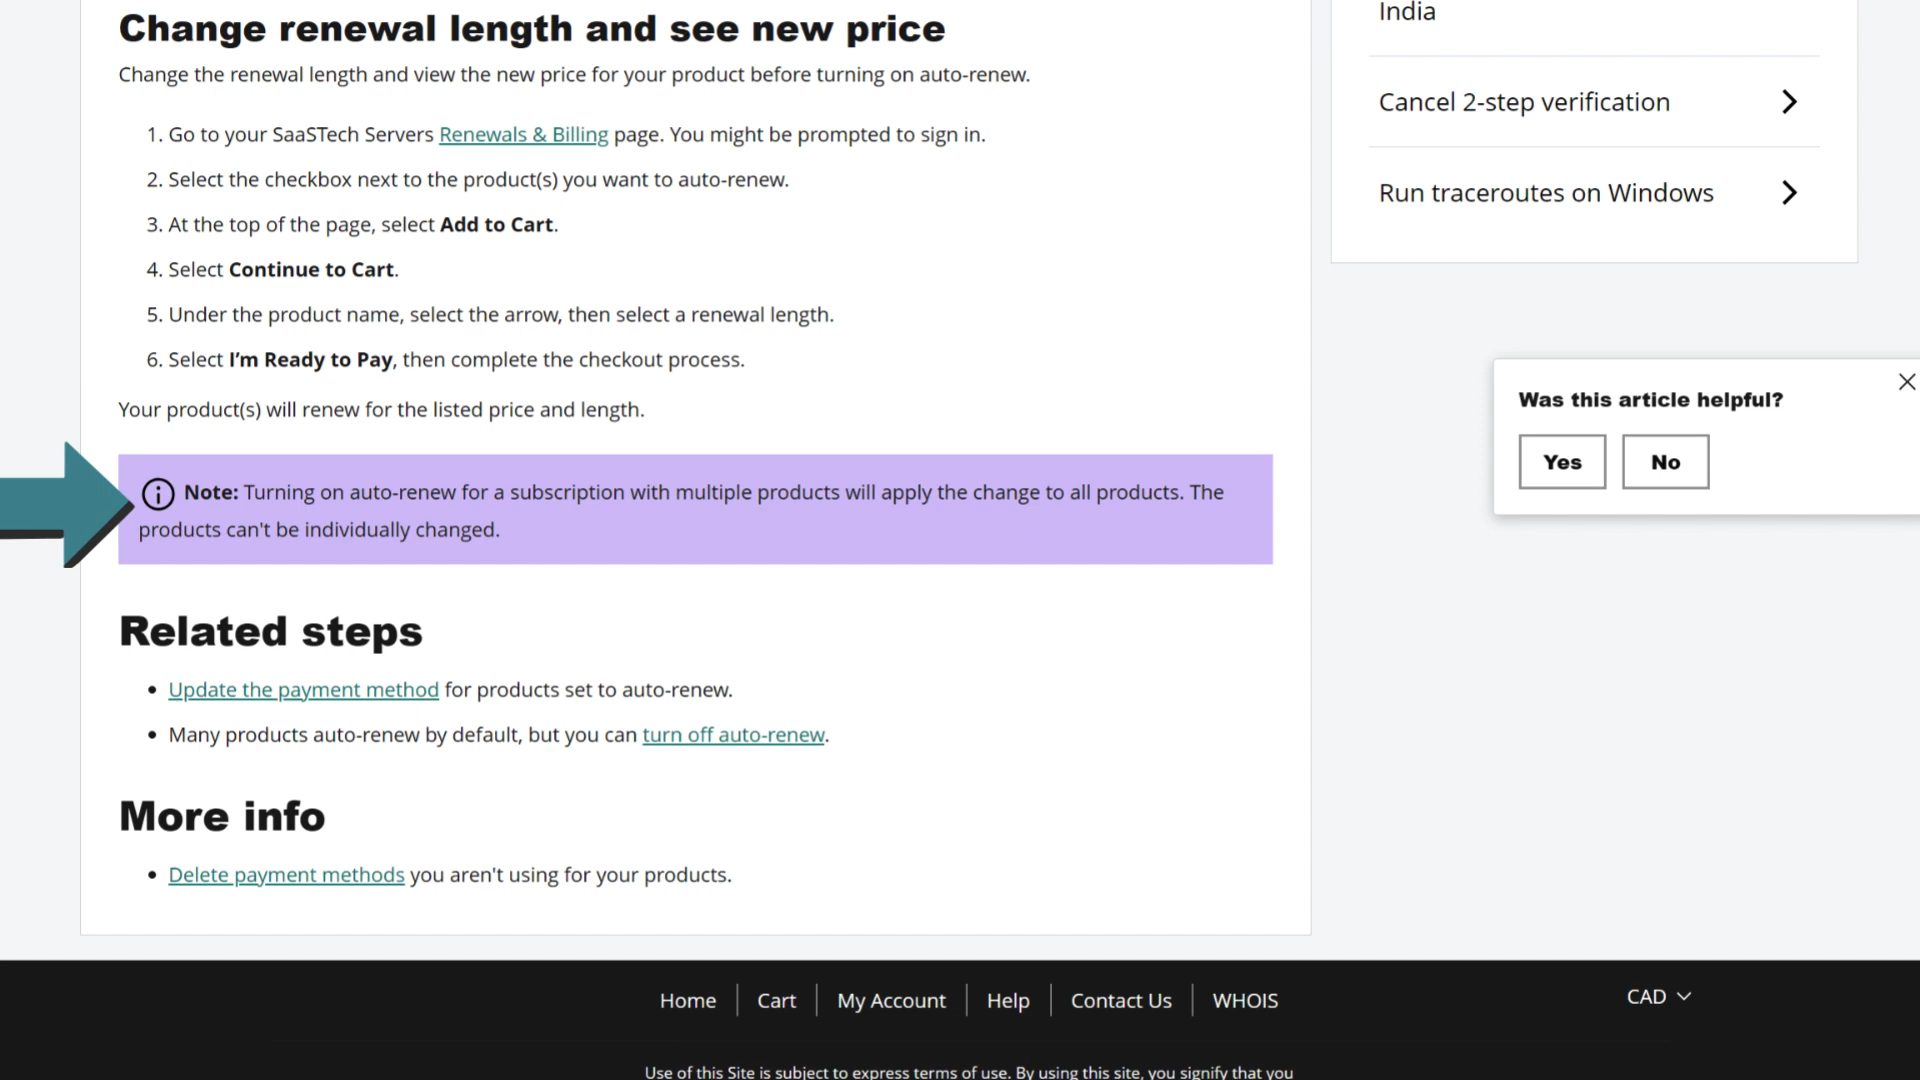 Change renewal length and see new price
Change the renewal length and view the new price for your product before turning on auto-renew.
1. Go to your SaaSTech Servers Renewals & Billing page. You might be prompted to sign in.
2. Select the checkbox next to the product(s) you want to auto-renew.
3. At the top of the page, select Add to Cart.
4. Select Continue to Cart.
5. Under the product name, select the arrow, then select a renewal length.
6. Select I’m Ready to Pay, then complete the checkout process.
Your product(s) will renew for the listed price and length.
Note: Turning on auto-renew for a subscription with multiple products will apply the change to all products. The
products can't be individually changed.
Related steps
• Update the payment method for products set to auto-renew.
• Many products auto-renew by default, but you can turn off auto-renew.
More info
• Delete payment methods you aren't using for your products.
India
Cancel 2-step verification
Run traceroutes on Windows
Was this article helpful?
Yes
No
Home
Cart
My Account
Help
Contact Us
WHOIS
CAD
Use of this Site is subject to express terms of use. By using this site, you signify that you